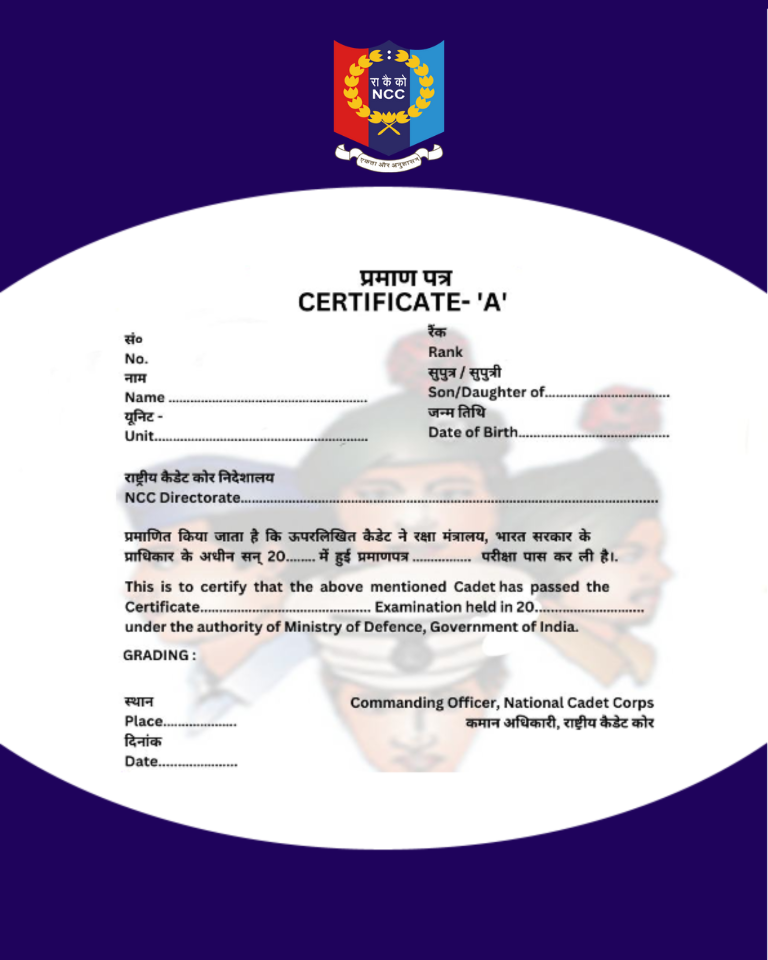 रा कै को
NCC
एकता और अनुशासन
प्रमाण पत्र
CERTIFICATE- 'A'
सं०
No.
नाम
Name ........................................................
यूनिट -
Unit............................................................
रैंक
Rank
सुपुत्र / सुपुत्री
Son/Daughter of...................................
जन्म तिथि
Date of Birth..........................................
राष्ट्रीय कैडेट कोर निदेशालय
NCC Directorate.....................................................................................................................
प्रमाणित किया जाता है कि ऊपरलिखित कैडेट ने रक्षा मंत्रालय, भारत सरकार के
प्राधिकार के अधीन सन् 20........ में हुई प्रमाणपत्र ................ परीक्षा पास कर ली है।.
This is to certify that the above mentioned Cadet has passed the
Certificate................................................ Examination held in 20...............................
under the authority of Ministry of Defence, Government of India.
GRADING :
स्थान
Place.....................
दिनांक
Date.......................
Commanding Officer, National Cadet Corps
कमान अधिकारी, राष्ट्रीय कैडेट कोर